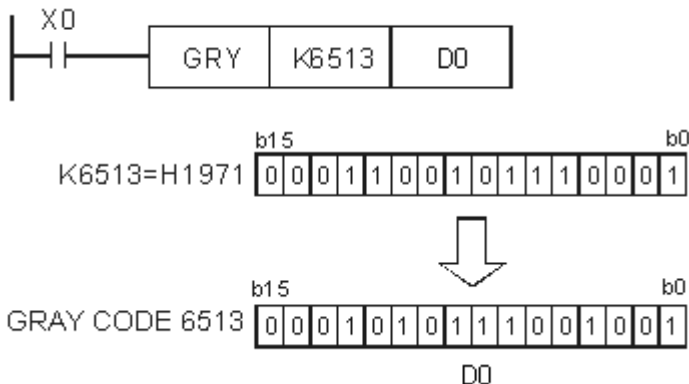 X0
GRY K6513 D0
b15 b0
K6513=H1971 0 0 0 1 1 0 0 1 0 1 1 1 0 0 0 1
b15 b0
GRAY CODE 6513 0 0 0 1 0 1 0 1 1 1 0 0 1 0 0 1
D0